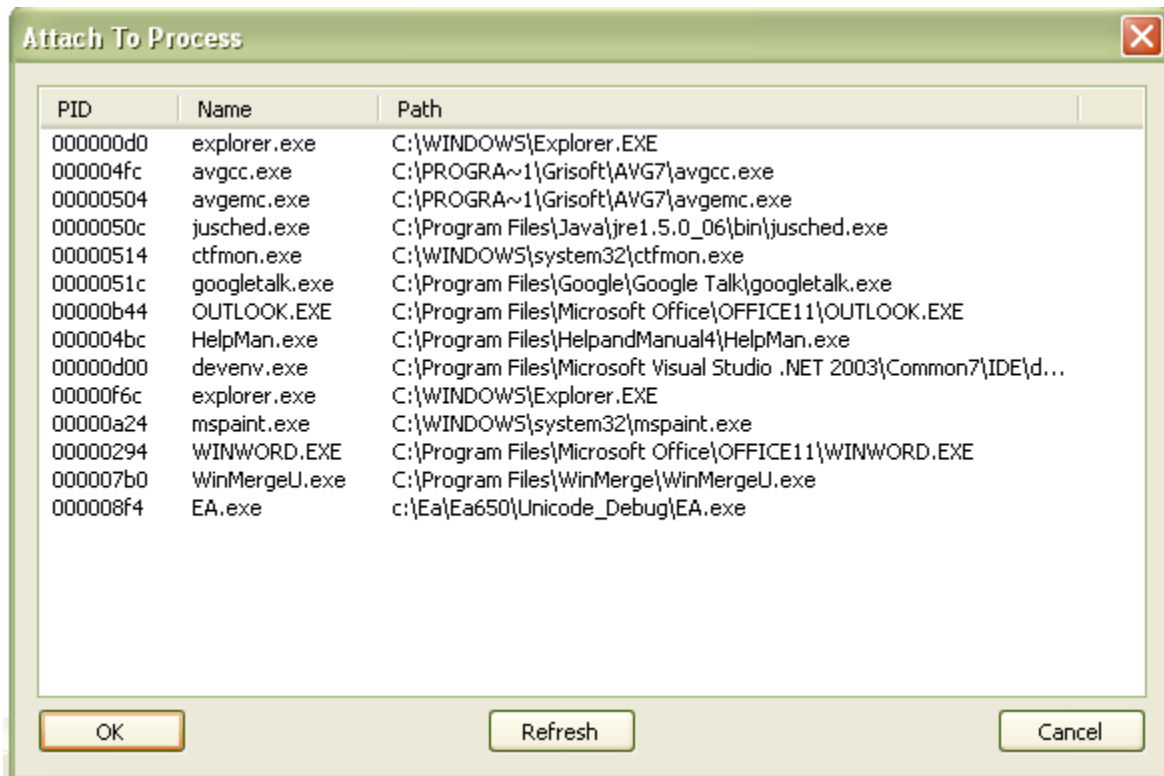 Attach To Process
PID Name Path
000000d0 explorer.exe C:\WINDOWS\Explorer.EXE
000004fc avgcc.exe C:\PROGRA~1\Grisoft\AVG7\avgcc.exe
00000504 avgemc.exe C:\PROGRA~1\Grisoft\AVG7\avgemc.exe
0000050c jusched.exe C:\Program Files\Java\jre1.5.0_06\bin\jusched.exe
00000514 ctfmon.exe C:\WINDOWS\system32\ctfmon.exe
0000051c googletalk.exe C:\Program Files\Google\Google Talk\googletalk.exe
00000b44 OUTLOOK.EXE C:\Program Files\Microsoft Office\OFFICE11\OUTLOOK.EXE
000004bc HelpMan.exe C:\Program Files\HelpandManual4\HelpMan.exe
00000d00 devenv.exe C:\Program Files\Microsoft Visual Studio .NET 2003\Common7\IDE\d...
00000f6c explorer.exe C:\WINDOWS\Explorer.EXE
00000a24 mspaint.exe C:\WINDOWS\system32\mspaint.exe
00000294 WINWORD.EXE C:\Program Files\Microsoft Office\OFFICE11\WINWORD.EXE
000007b0 WinMergeU.exe C:\Program Files\WinMerge\WinMergeU.exe
000008f4 EA.exe c:\Ea\Ea650\Unicode_Debug\EA.exe
OK Refresh Cancel